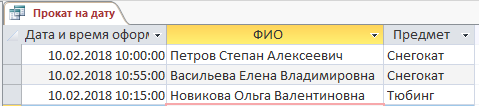 Прокат на дату
Дата и время оформ ФИО Предмет
10.02.2018 10:00:00 Петров Степан Алексеевич Снегокат
10.02.2018 10:55:00 Васильева Елена Владимировна Снегокат
10.02.2018 10:15:00 Новикова Ольга Валентиновна Тюбинг